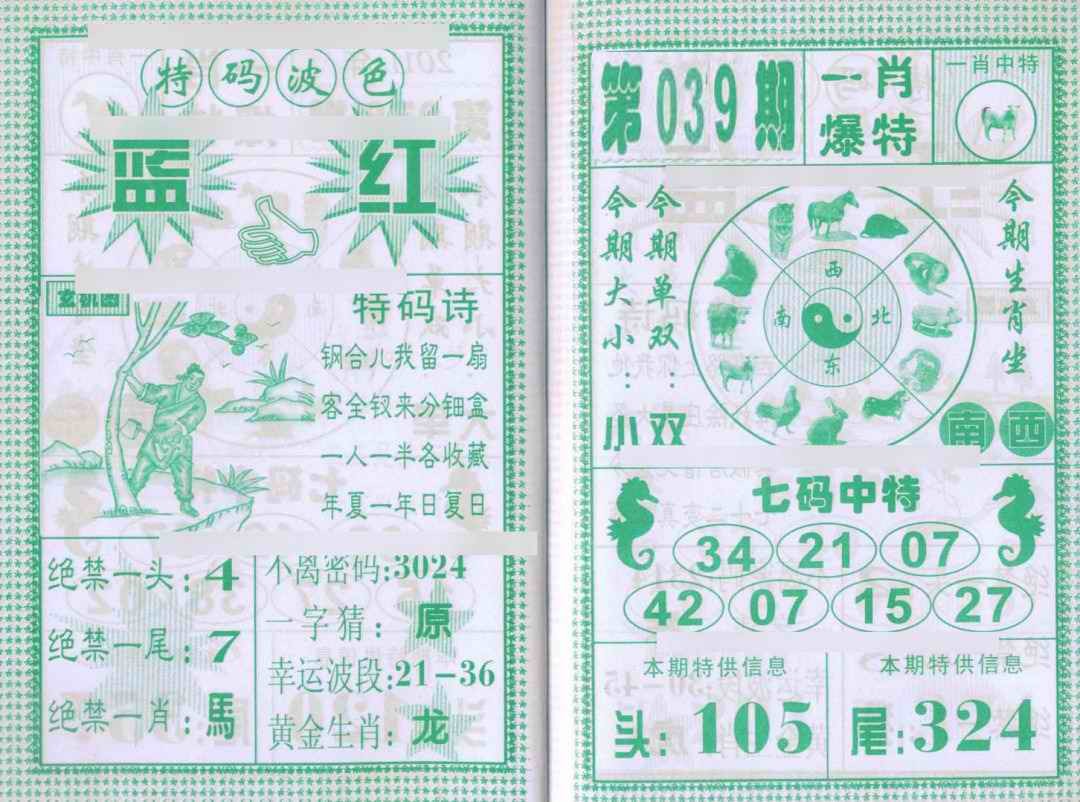 特码波色
蓝 红
玄机图
特码诗
钢合儿我留一扇
客全钗来分钿盒
一人一半各收藏
年夏一年日复日
绝禁一头:4
绝禁一尾:7
绝禁一肖:馬
不离密码:3024
一字猜:原
幸运波段:21-36
黄金生肖:龙
第039期
一肖
爆特
一肖中特
今期大小:小
今期单双:双
西
南 北
东
今期生肖坐
南 西
七码中特
34 21 07
42 07 15 27
本期特供信息
头:105
本期特供信息
尾:324